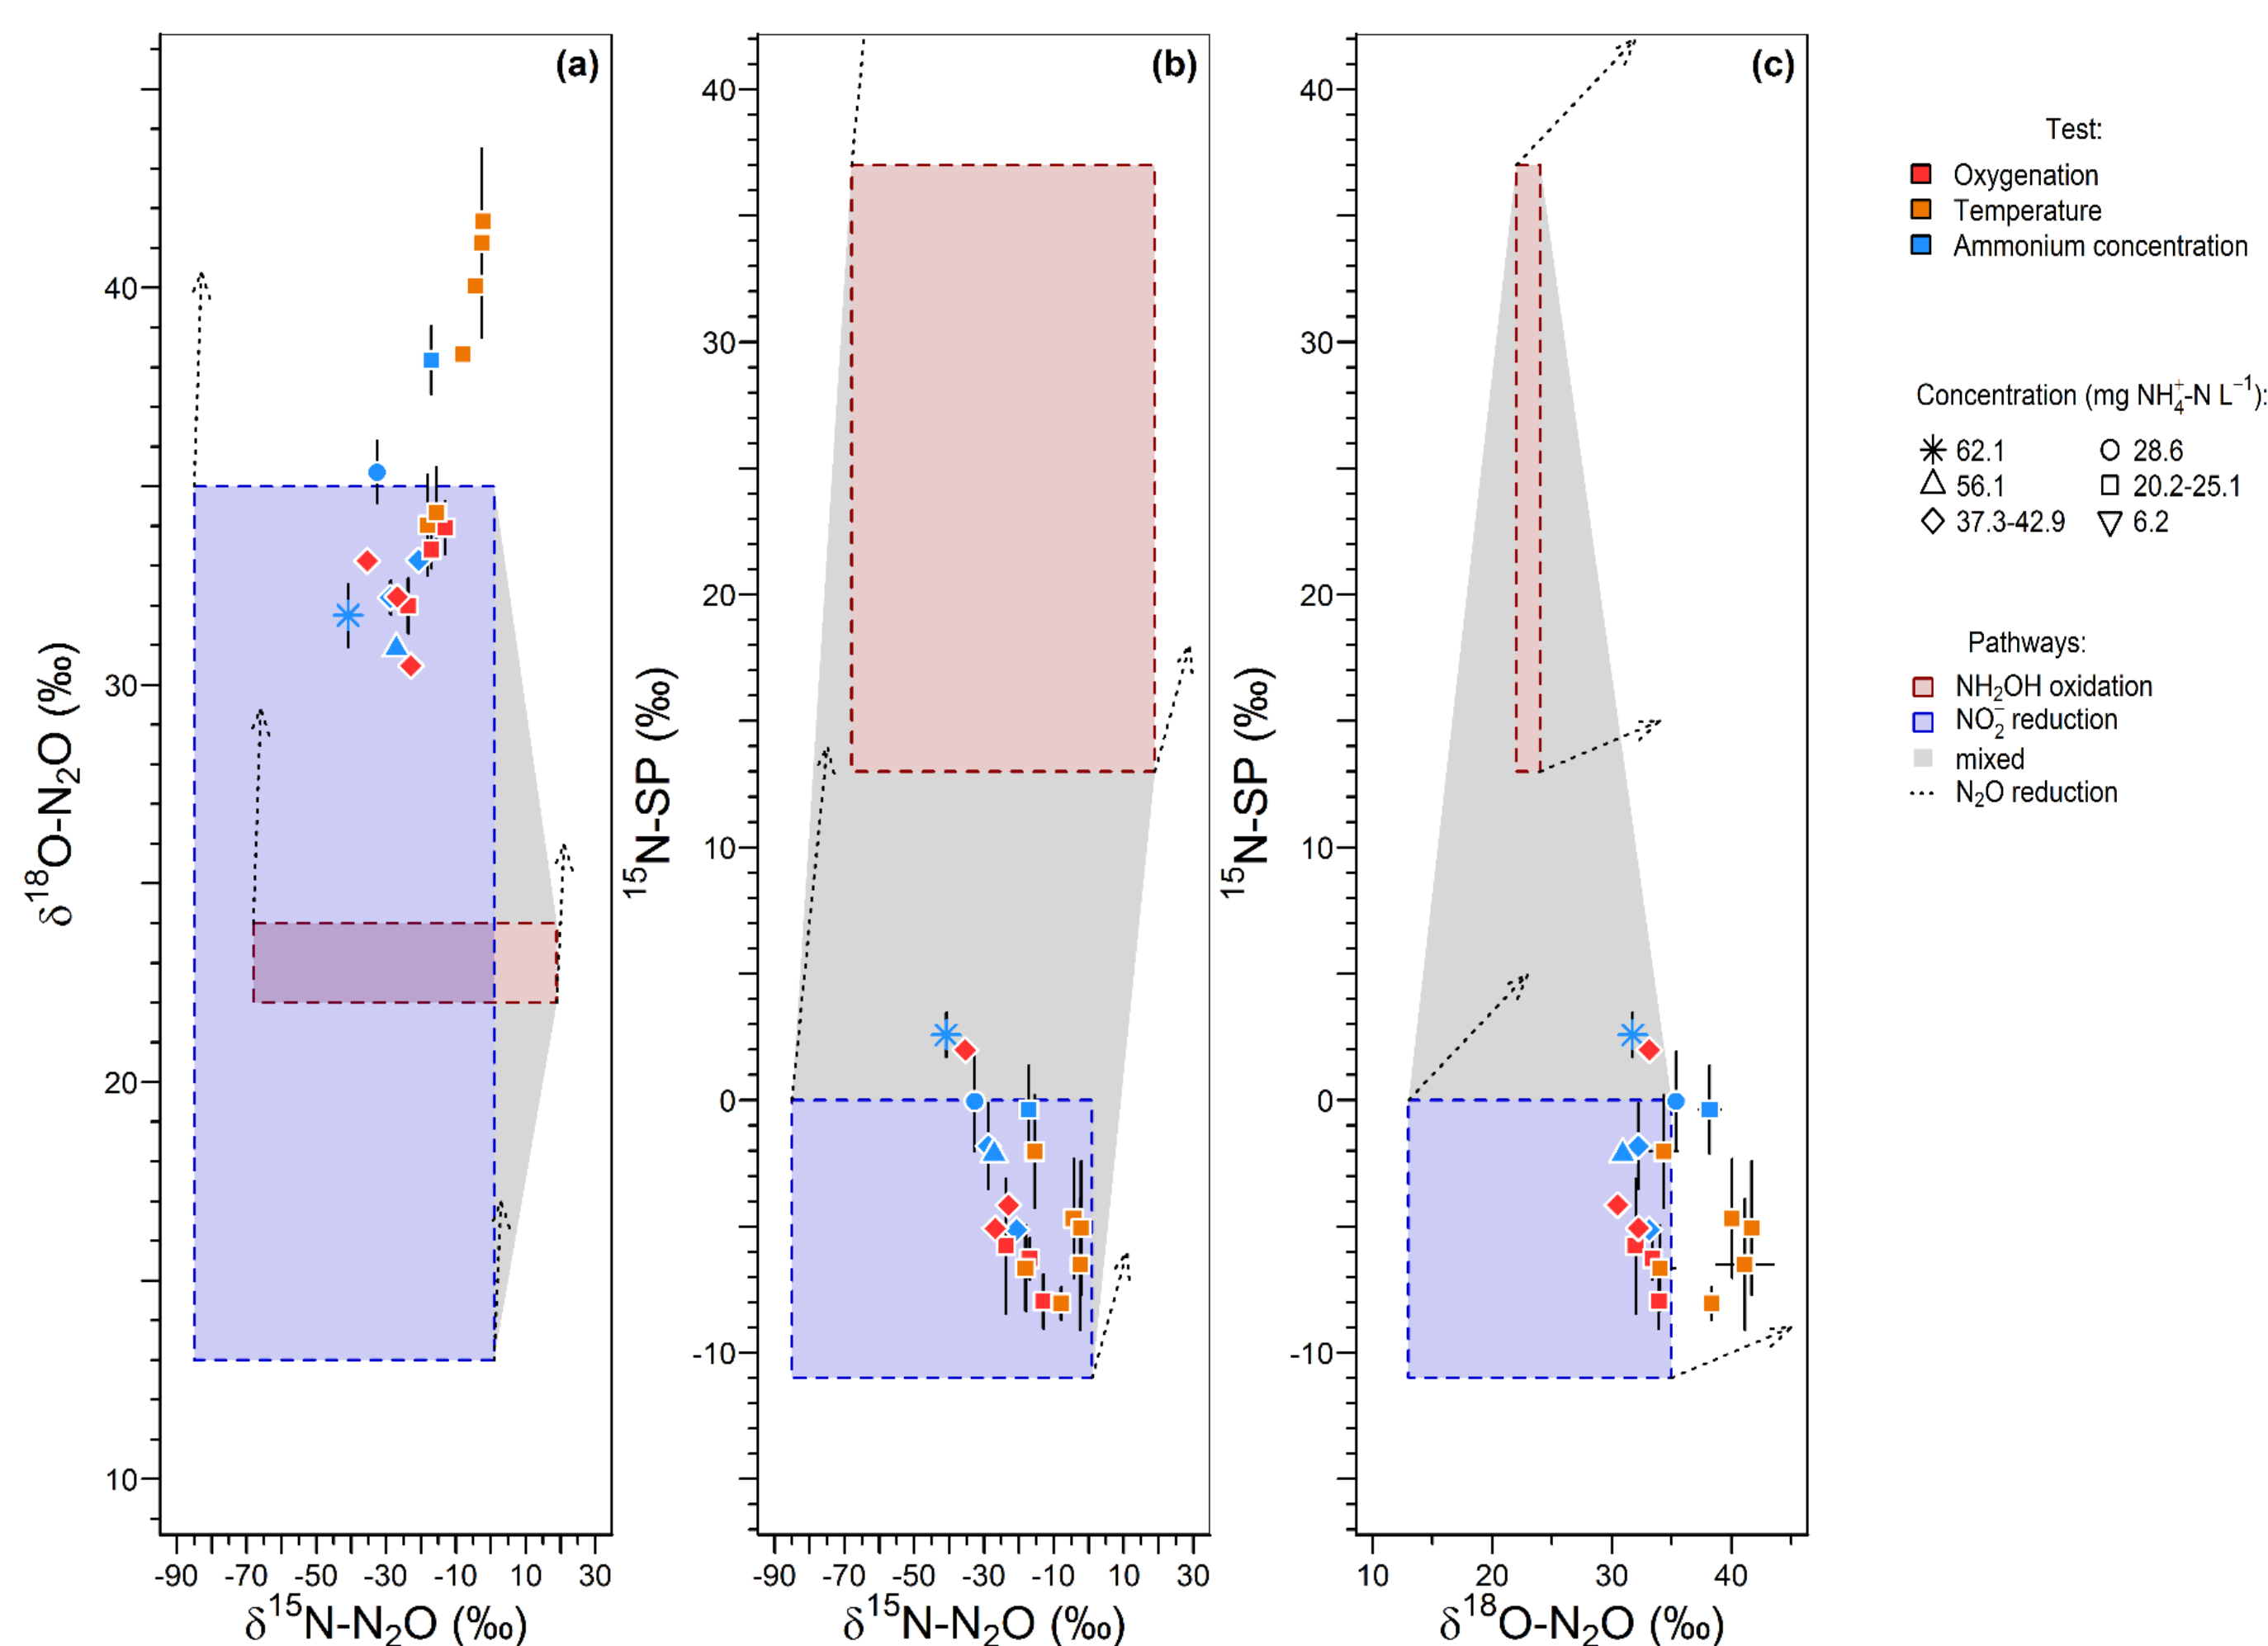 (a)
40
30
20
10
-90 -70 -50 -30 -10 10 30
δ¹⁸O-N₂O (‰)
δ¹⁵N-N₂O (‰)
(b)
40
30
20
10
0
-10
-90 -70 -50 -30 -10 10 30
¹⁵N-SP (‰)
δ¹⁵N-N₂O (‰)
(c)
40
30
20
10
0
-10
10 20 30 40
¹⁵N-SP (‰)
δ¹⁸O-N₂O (‰)
Test:
Oxygenation
Temperature
Ammonium concentration
Concentration (mg NH₄⁺-N L⁻¹):
62.1 28.6
56.1 20.2-25.1
37.3-42.9 6.2
Pathways:
NH₂OH oxidation
NO₂⁻ reduction
mixed
N₂O reduction